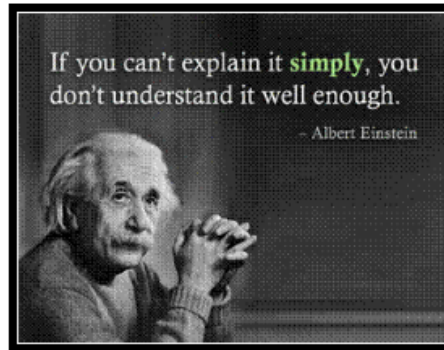 If you can't explain it simply, you
don't understand it well enough.
– Albert Einstein